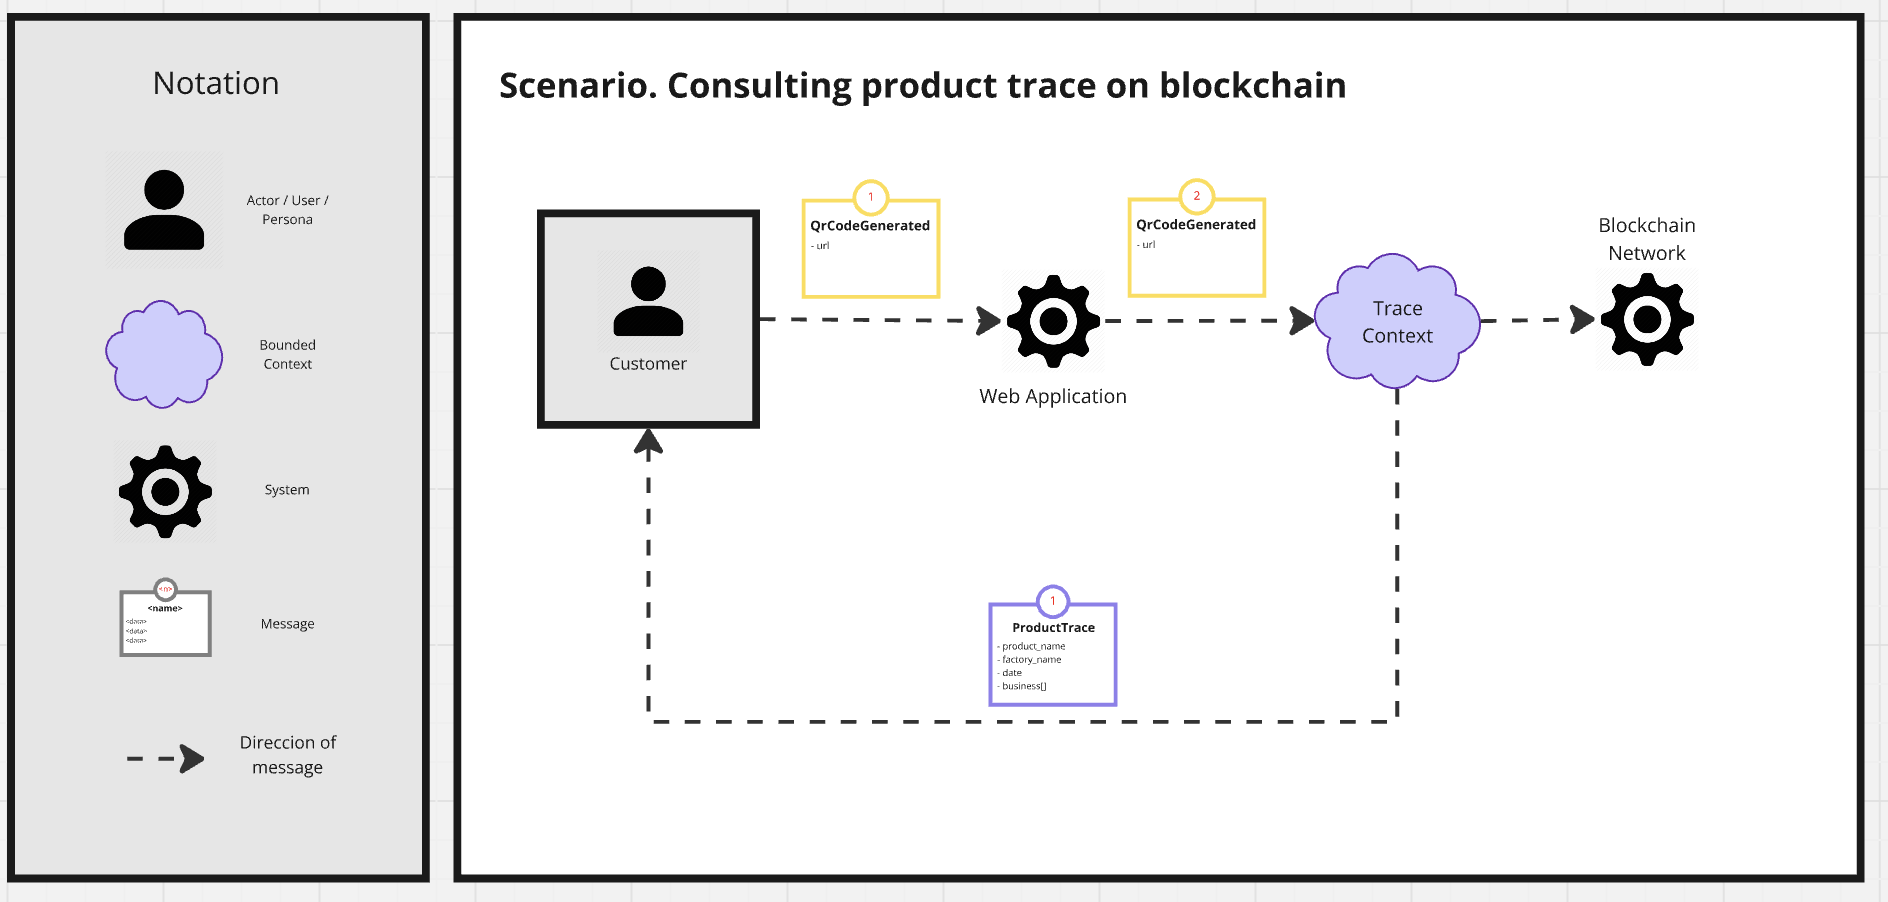 Notation
Actor / User /
Persona
Bounded
Context
System
<n>
<name>
<data>
<data>
<data>
Message
Direccion of
message
Scenario. Consulting product trace on blockchain
1
QrCodeGenerated
- url
2
QrCodeGenerated
- url
Customer
Web Application
Trace
Context
Blockchain
Network
1
ProductTrace
- product_name
- factory_name
- date
- business[]